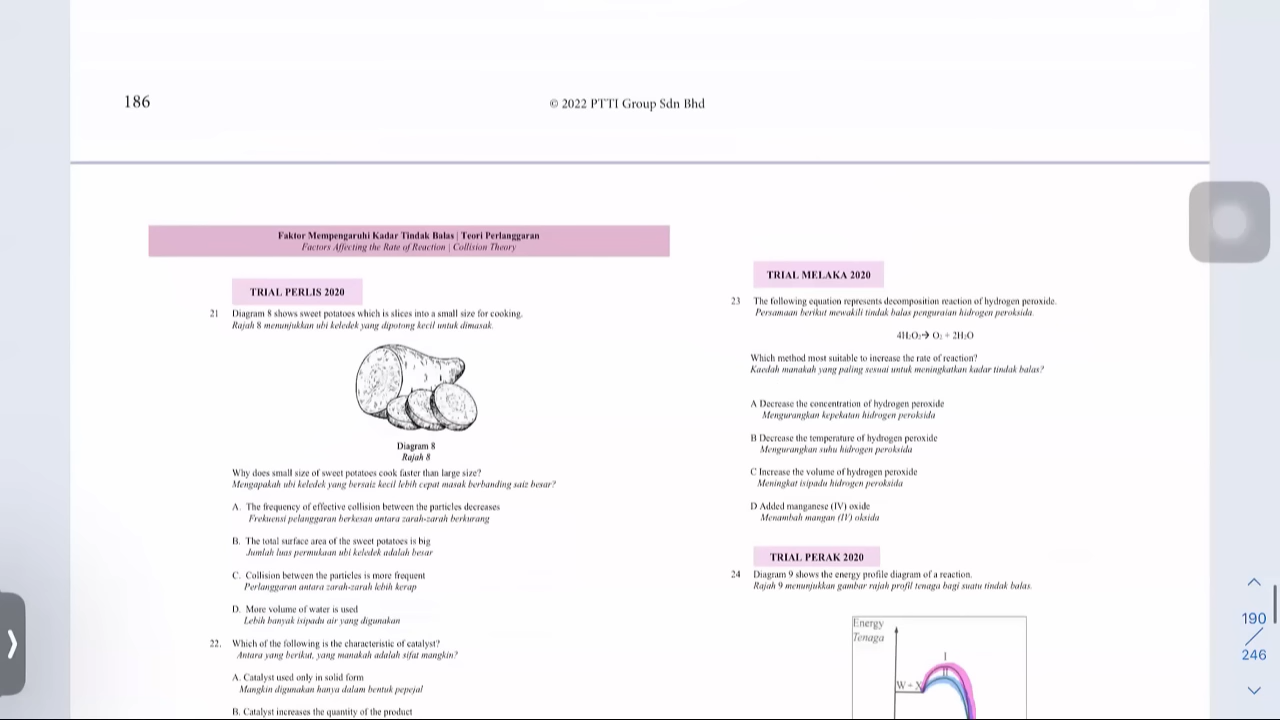 186
© 2022 PTTI Group Sdn Bhd
Faktor Mempengaruhi Kadar Tindak Balas | Teori Perlanggaran
Factors Affecting the Rate of Reaction | Collision Theory
TRIAL PERLIS 2020
21 Diagram 8 shows sweet potatoes which is slices into a small size for cooking.
Rajah 8 menunjukkan ubi keledek yang dipotong kecil untuk dimasak.
Diagram 8
Rajah 8
Why does small size of sweet potatoes cook faster than large size?
Mengapakah ubi keledek yang bersaiz kecil lebih cepat masak berbanding saiz besar?
A. The frequency of effective collision between the particles decreases
Frekuensi pelanggaran berkesan antara zarah-zarah berkurang
B. The total surface area of the sweet potatoes is big
Jumlah luas permukaan ubi keledek adalah besar
C. Collision between the particles is more frequent
Perlanggaran antara zarah-zarah lebih kerap
D. More volume of water is used
Lebih banyak isipadu air yang digunakan
22. Which of the following is the characteristic of catalyst?
Antara yang berikut, yang manakah adalah sifat mangkin?
A. Catalyst used only in solid form
Mangkin digunakan hanya dalam bentuk pepejal
B. Catalyst increases the quantity of the product
TRIAL MELAKA 2020
23 The following equation represents decomposition reaction of hydrogen peroxide.
Persamaan berikut mewakili tindak balas penguraian hidrogen peroksida.
4H₂O₂→ O₂ + 2H₂O
Which method most suitable to increase the rate of reaction?
Kaedah manakah yang paling sesuai untuk meningkatkan kadar tindak balas?
A Decrease the concentration of hydrogen peroxide
Mengurangkan kepekatan hidrogen peroksida
B Decrease the temperature of hydrogen peroxide
Mengurangkan suhu hidrogen peroksida
C Increase the volume of hydrogen peroxide
Meningkat isipadu hidrogen peroksida
D Added manganese (IV) oxide
Menambah mangan (IV) oksida
TRIAL PERAK 2020
24 Diagram 9 shows the energy profile diagram of a reaction.
Rajah 9 menunjukkan gambar rajah profil tenaga bagi suatu tindak balas.
Energy
Tenaga
I
II
W - X
190
246